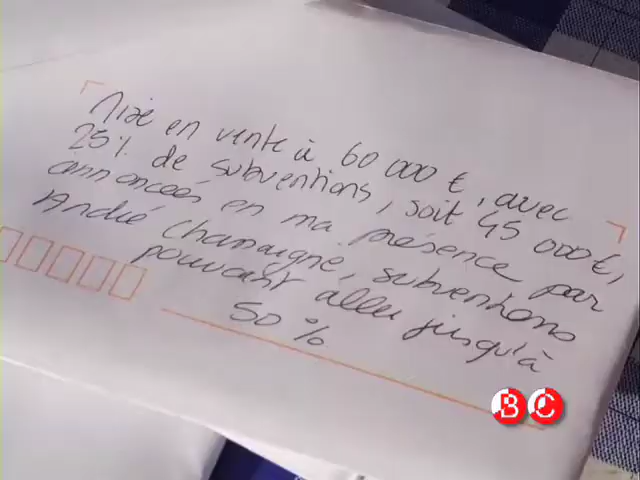 Mise en vente à 60 000 €, avec
25% de subventions, soit 45 000€,
annoncées en ma présence par
André Chassaigne, subventions
pouvant aller jusqu'à
50 %
BC